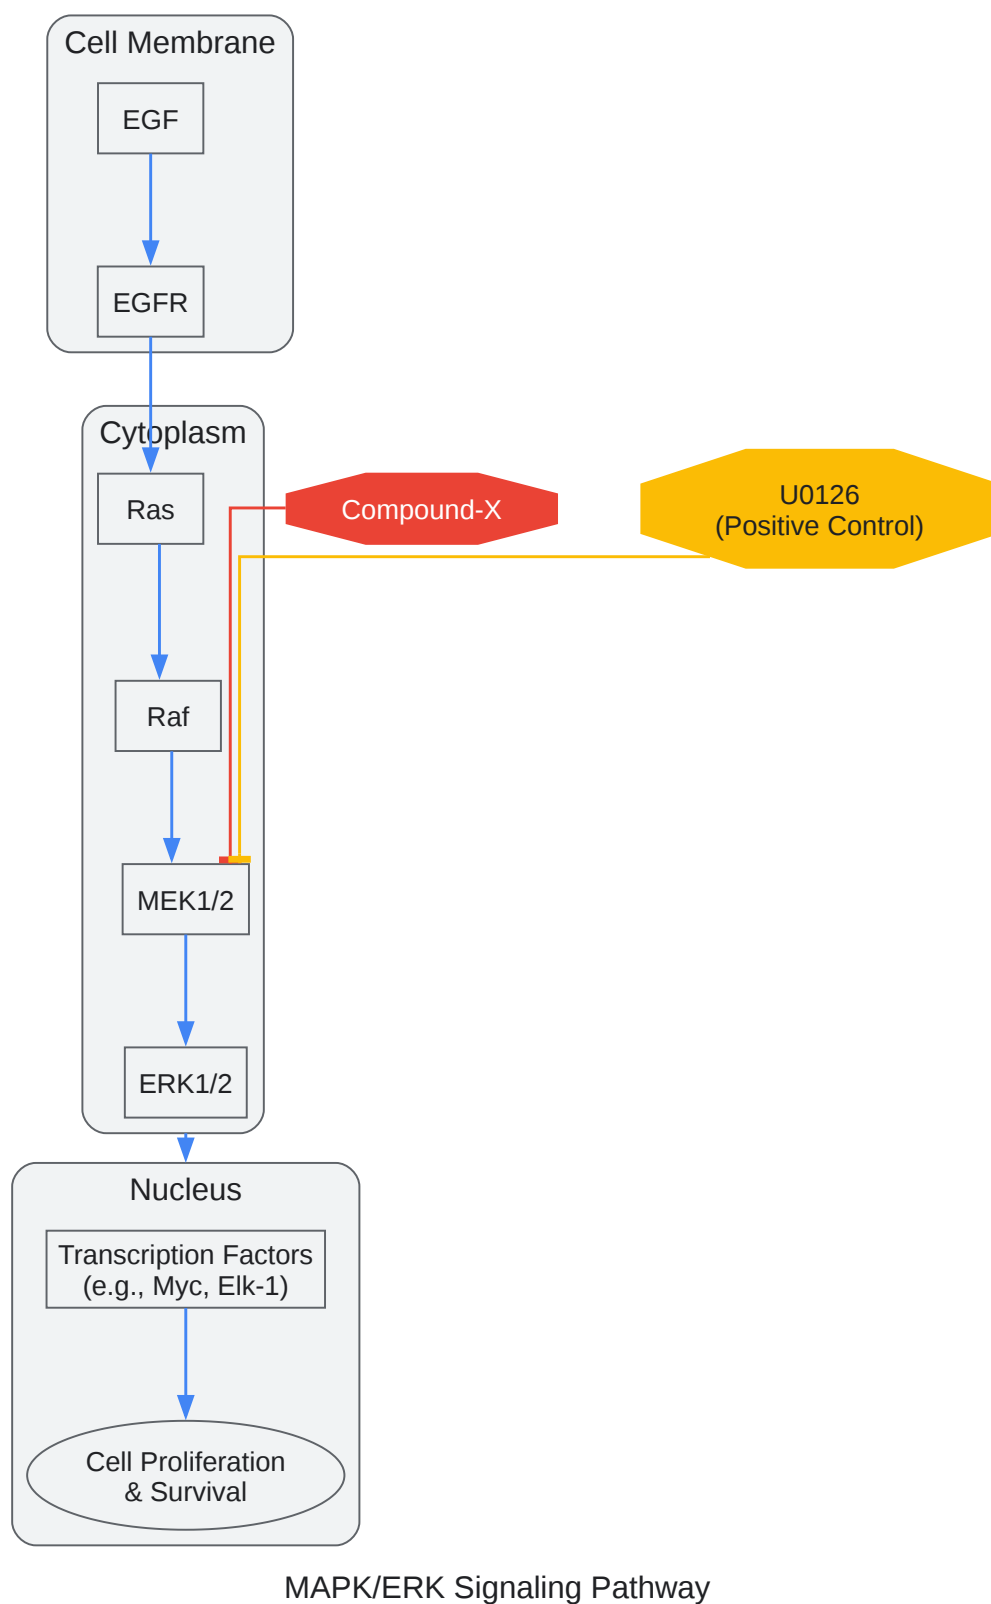 Cell Membrane
EGF
EGFR
Cytoplasm
Ras
Compound-X
U0126
(Positive Control)
Raf
MEK1/2
ERK1/2
Nucleus
Transcription Factors
(e.g., Myc, Elk-1)
Cell Proliferation
& Survival
MAPK/ERK Signaling Pathway